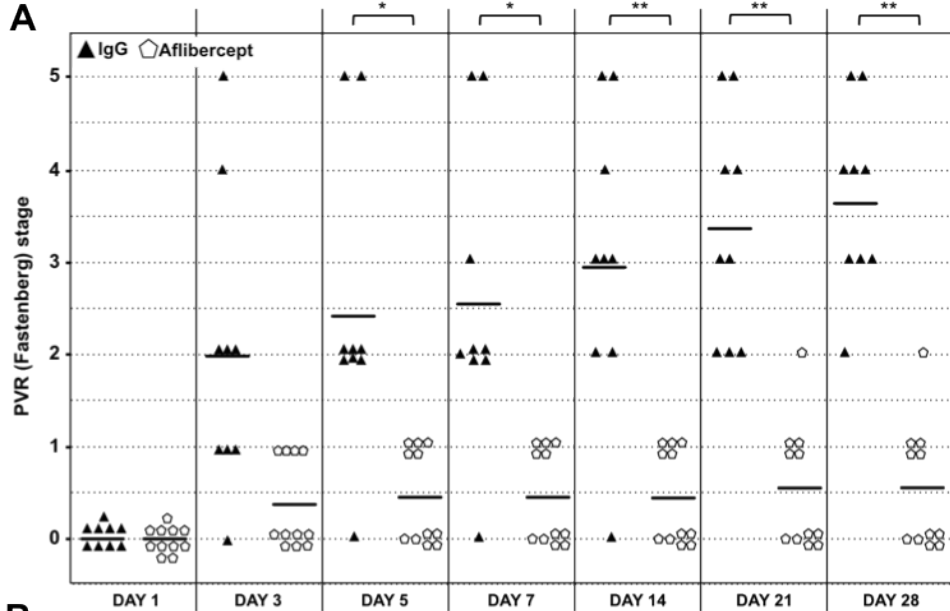 A
* * ** ** **
IgG Aflibercept
5
4
3
2
1
0
PVR (Fastenberg) stage
DAY 1 DAY 3 DAY 5 DAY 7 DAY 14 DAY 21 DAY 28